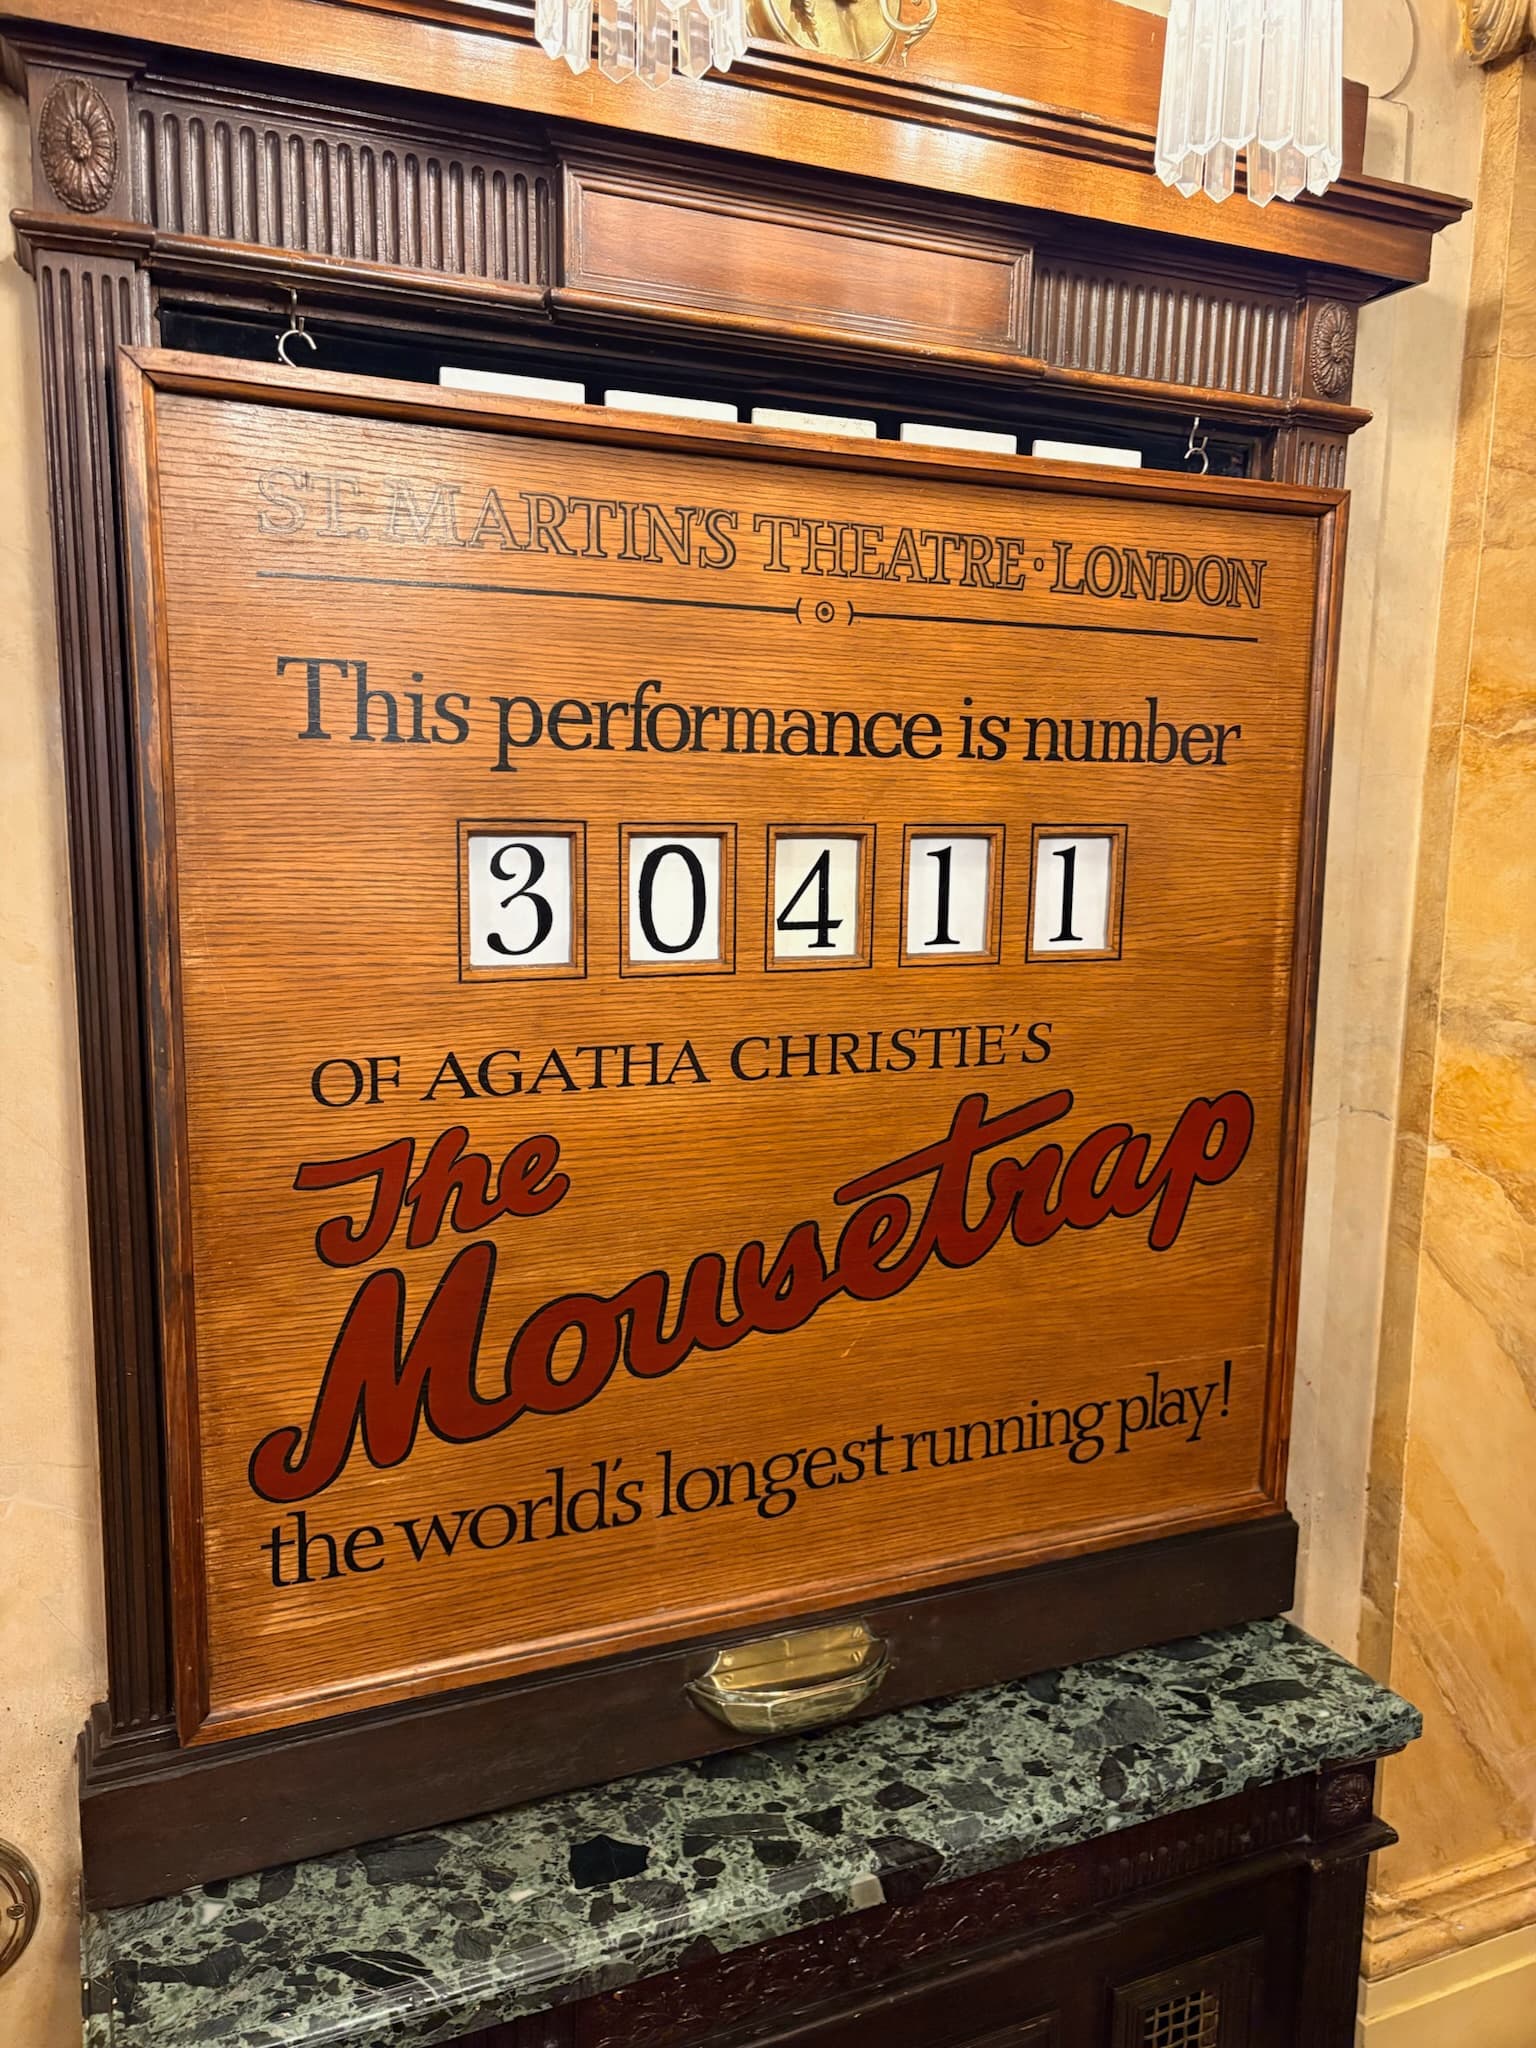 ST. MARTIN'S THEATRE · LONDON
This performance is number
30411
OF AGATHA CHRISTIE'S
The
Mousetrap
the world's longest running play!